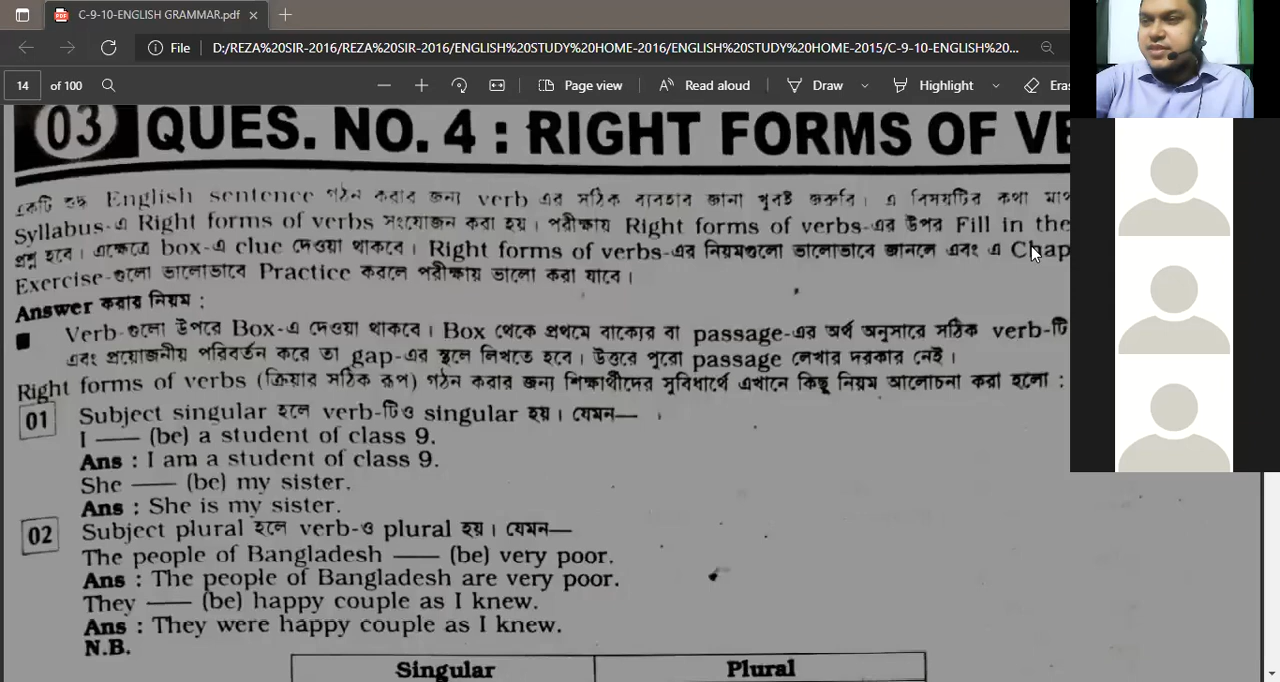 C-9-10-ENGLISH GRAMMAR.pdf
File D:/REZA%20SIR-2016/REZA%20SIR-2016/ENGLISH%20STUDY%20HOME-2016/ENGLISH%20STUDY%20HOME-2015/C-9-10-ENGLISH%20...
14 of 100 Page view Read aloud Draw Highlight Eras
03 QUES. NO. 4 : RIGHT FORMS OF VE
একটি শুদ্ধ English sentence গঠন করার জন্য verb এর সঠিক ব্যবহার জানা খুবই জরুরি। এ বিষয়টির কথা মাথ
Syllabus-এ Right forms of verbs সংযোজন করা হয়। পরীক্ষায় Right forms of verbs-এর উপর Fill in the
প্রশ্ন হবে। এক্ষেত্রে box-এ clue দেওয়া থাকবে। Right forms of verbs-এর নিয়মগুলো ভালোভাবে জানলে এবং এ Chap
Exercise-গুলো ভালোভাবে Practice করলে পরীক্ষায় ভালো করা যাবে।
Answer করার নিয়ম :
Verb-গুলো উপরে Box-এ দেওয়া থাকবে। Box থেকে প্রথমে বাক্যের বা passage-এর অর্থ অনুসারে সঠিক verb-টি
এবং প্রয়োজনীয় পরিবর্তন করে তা gap-এর স্থলে লিখতে হবে। উত্তরে পুরো passage লেখার দরকার নেই।
Right forms of verbs (ক্রিয়ার সঠিক রূপ) গঠন করার জন্য শিক্ষার্থীদের সুবিধার্থে এখানে কিছু নিয়ম আলোচনা করা হলো :
01 Subject singular হলে verb-টিও singular হয়। যেমন—
I —— (be) a student of class 9.
Ans : I am a student of class 9.
She —— (be) my sister.
Ans : She is my sister.
02 Subject plural হলে verb-ও plural হয়। যেমন—
The people of Bangladesh —— (be) very poor.
Ans : The people of Bangladesh are very poor.
They —— (be) happy couple as I knew.
Ans : They were happy couple as I knew.
N.B.
Singular Plural